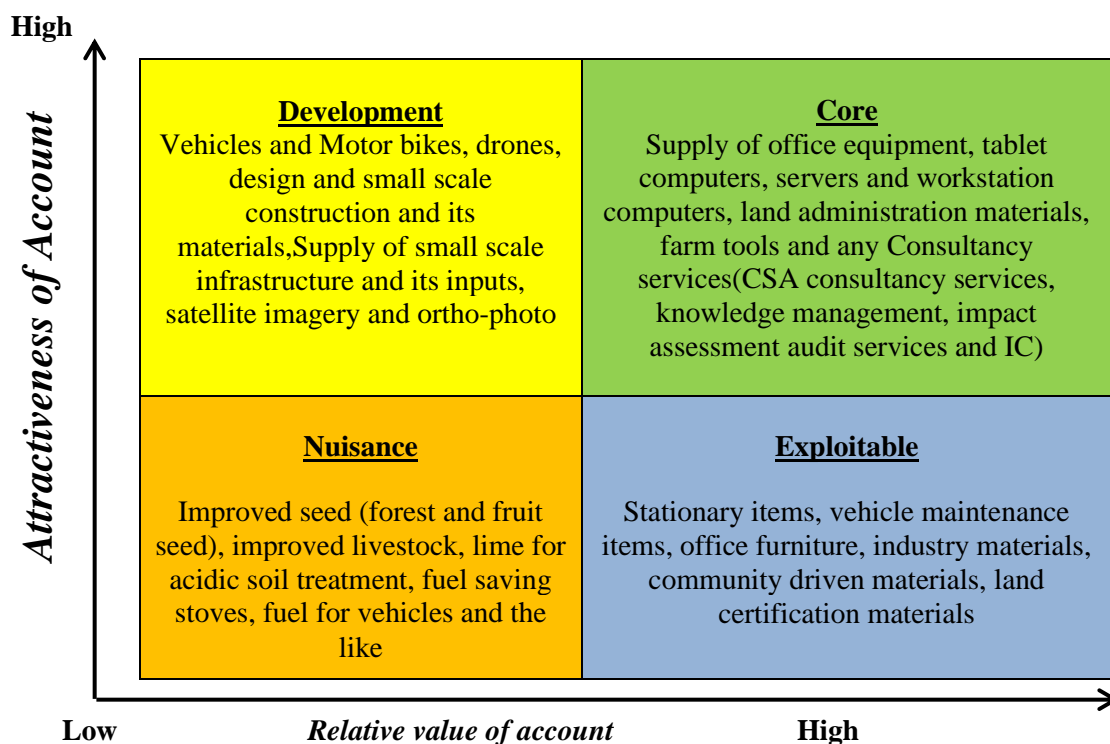 High
Attractiveness of Account
Development
Vehicles and Motor bikes, drones,
design and small scale
construction and its
materials,Supply of small scale
infrastructure and its inputs,
satellite imagery and ortho-photo
Core
Supply of office equipment, tablet
computers, servers and workstation
computers, land administration materials,
farm tools and any Consultancy
services(CSA consultancy services,
knowledge management, impact
assessment audit services and IC)
Nuisance
Improved seed (forest and fruit
seed), improved livestock, lime for
acidic soil treatment, fuel saving
stoves, fuel for vehicles and the
like
Exploitable
Stationary items, vehicle maintenance
items, office furniture, industry materials,
community driven materials, land
certification materials
Low
Relative value of account
High